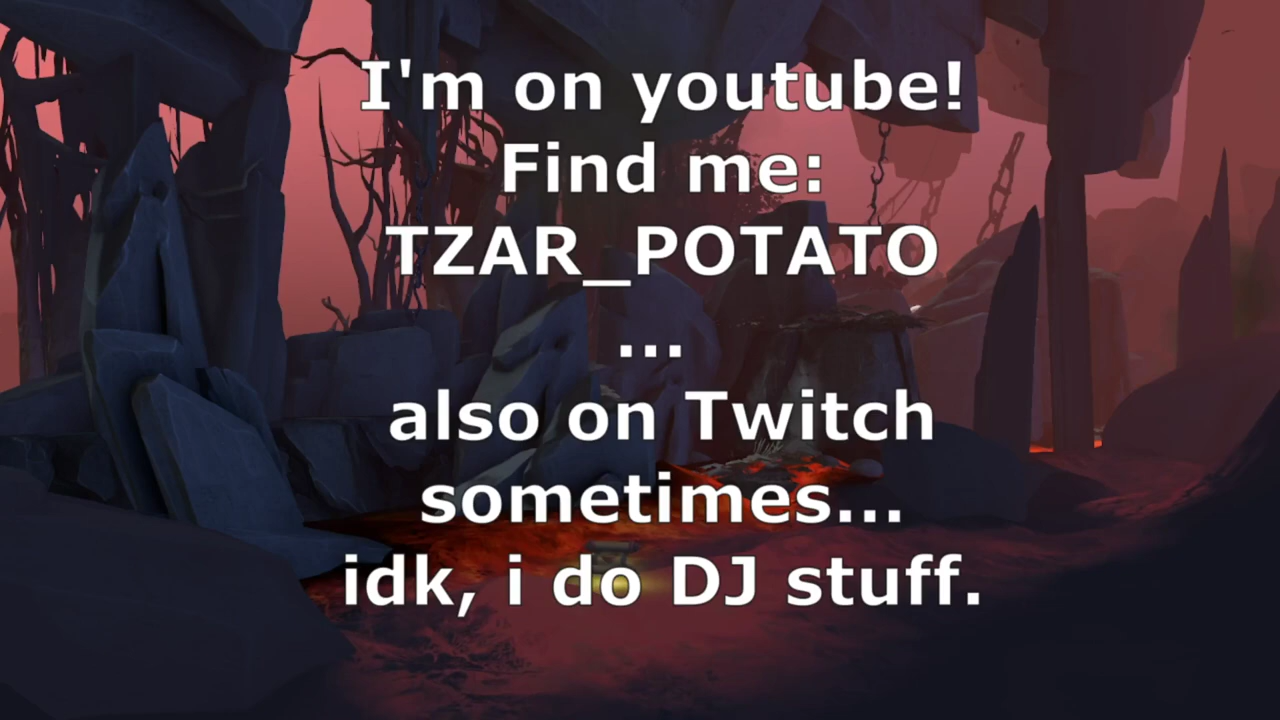 I'm on youtube!
Find me:
TZAR_POTATO
...
also on Twitch
sometimes...
idk, i do DJ stuff.